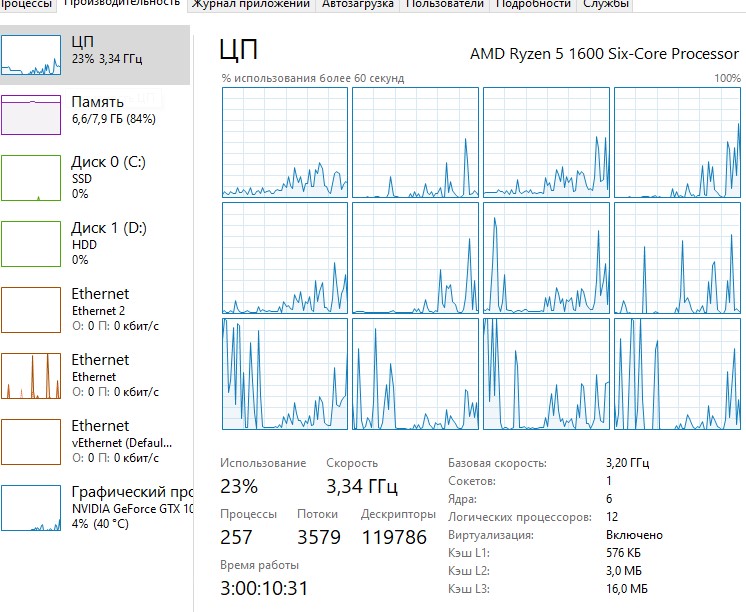 Процессы Производительность Журнал приложений Автозагрузка Пользователи Подробности Службы
ЦП
23% 3,34 ГГц
Память
6,6/7,9 ГБ (84%)
Диск 0 (C:)
SSD
0%
Диск 1 (D:)
HDD
0%
Ethernet
Ethernet 2
О: 0 П: 0 кбит/с
Ethernet
Ethernet
О: 0 П: 0 кбит/с
Ethernet
vEthernet (Defaul...
О: 0 П: 0 кбит/с
Графический про
NVIDIA GeForce GTX 10
4% (40 °C)
ЦП
AMD Ryzen 5 1600 Six-Core Processor
% использования более 60 секунд
100%
Использование
23%
Скорость
3,34 ГГц
Процессы
257
Потоки
3579
Дескрипторы
119786
Время работы
3:00:10:31
Базовая скорость: 3,20 ГГц
Сокетов: 1
Ядра: 6
Логических процессоров: 12
Виртуализация: Включено
Кэш L1: 576 КБ
Кэш L2: 3,0 МБ
Кэш L3: 16,0 МБ